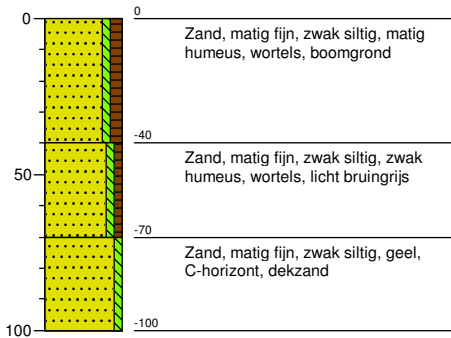 0
0
Zand, matig fijn, zwak siltig, matig
humeus, wortels, boomgrond
-40
Zand, matig fijn, zwak siltig, zwak
humeus, wortels, licht bruingrijs
50
-70
Zand, matig fijn, zwak siltig, geel,
C-horizont, dekzand
100
-100